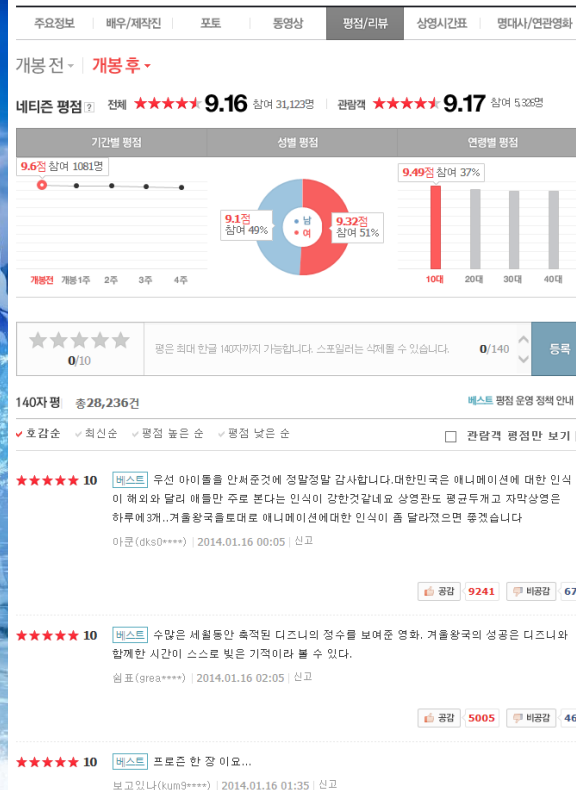 주요정보 배우/제작진 포토 동영상 평점/리뷰 상영시간표 명대사/연관영화
개봉 전 개봉 후
네티즌 평점 ? 전체 9.16 참여 31,123명 관람객 9.17 참여 5,326명
기간별 평점 성별 평점 연령별 평점
9.6점 참여 1081명
9.49점 참여 37%
9.1점 참여 49%
남
여
9.32점 참여 51%
개봉전 개봉1주 2주 3주 4주
10대 20대 30대 40대
0/10
평은 최대 한글 140자까지 가능합니다. 스포일러는 삭제될 수 있습니다.
0/140
등록
140자 평 총28,236건 베스트 평점 운영 정책 안내
호감순 최신순 평점 높은 순 평점 낮은 순 관람객 평점만 보기
10 베스트 우선 아이돌을 안써준것에 정말정말 감사합니다.대한민국은 애니메이션에 대한 인식
이 해외와 달리 애들만 주로 본다는 인식이 강한것같네요 상영관도 평균두개고 자막상영은
하루에3개..겨울왕국을토대로 애니메이션에대한 인식이 좀 달라졌으면 좋겠습니다
아쿤(dks0****) 2014.01.16 00:05 신고
공감 9241 비공감 67
10 베스트 수많은 세월동안 축적된 디즈니의 정수를 보여준 영화. 겨울왕국의 성공은 디즈니와
함께한 시간이 스스로 빚은 기적이라 볼 수 있다.
쉼표(grea****) 2014.01.16 02:05 신고
공감 5005 비공감 46
10 베스트 프로즌 한 장 이요...
보고있나(kum9****) 2014.01.16 01:35 신고